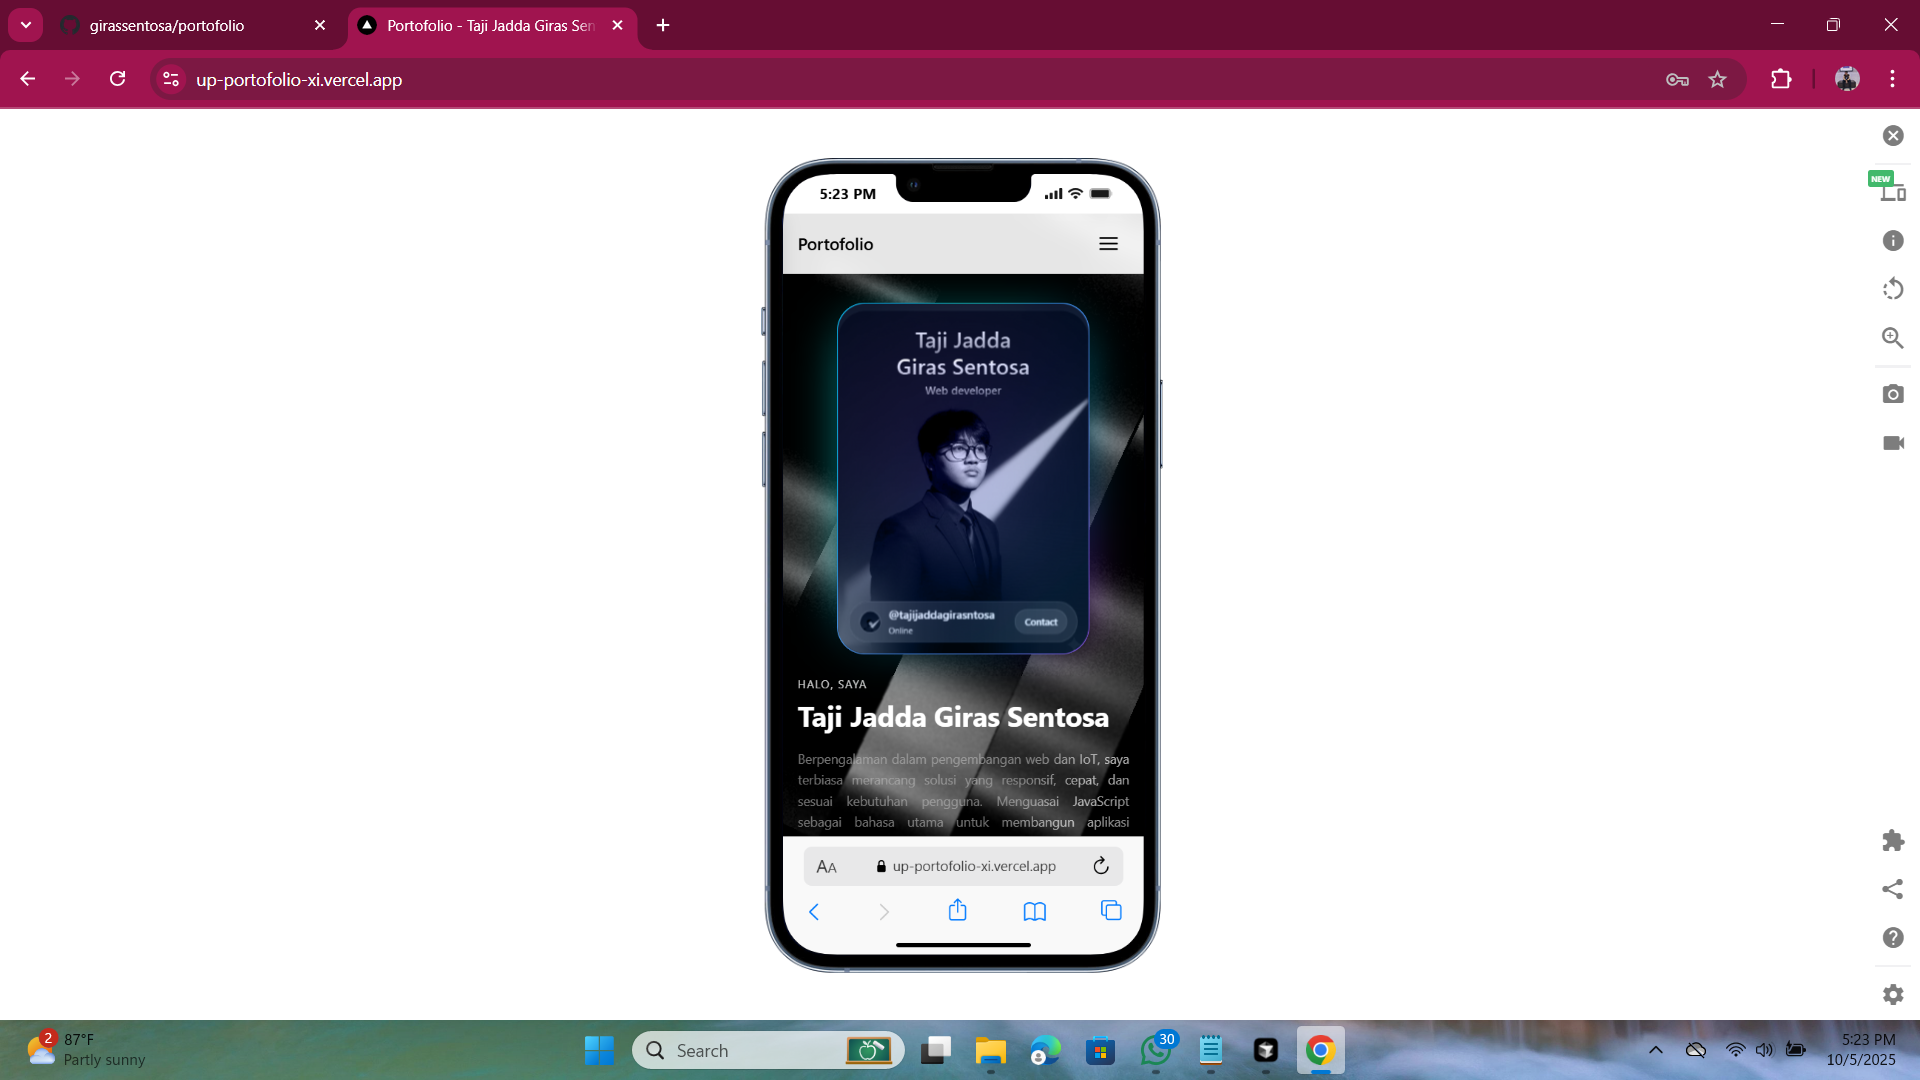 girassentosa/portofolio
Portofolio - Taji Jadda Giras Sen
up-portofolio-xi.vercel.app
NEW
5:23 PM
Portofolio
Taji Jadda
Giras Sentosa
Web developer
@tajijaddagirasntosa
Online
Contact
HALO, SAYA
Taji Jadda Giras Sentosa
Berpengalaman dalam pengembangan web dan IoT, saya
terbiasa merancang solusi yang responsif, cepat, dan
sesuai kebutuhan pengguna. Menguasai JavaScript
sebagai bahasa utama untuk membangun aplikasi
AA
up-portofolio-xi.vercel.app
2
87°F
Partly sunny
Search
30
5:23 PM
10/5/2025